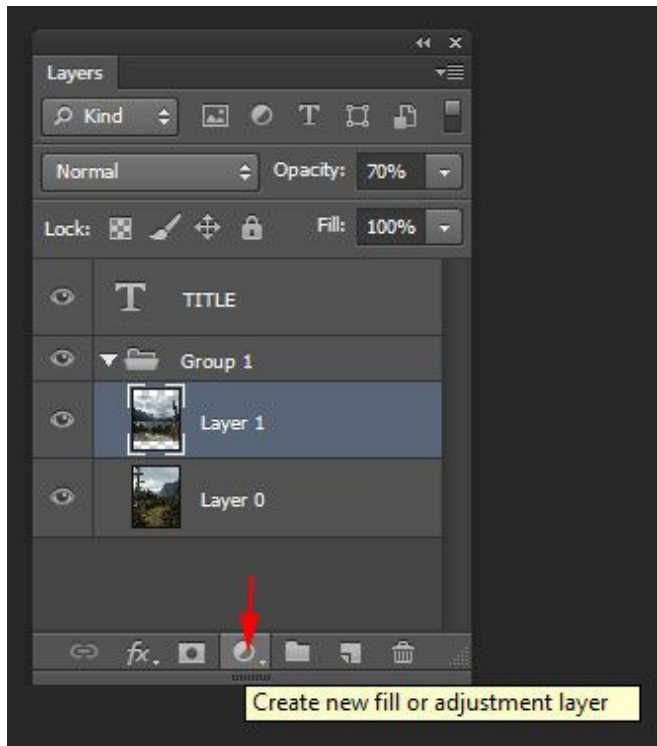 Layers
Kind
Normal Opacity: 70%
Lock: Fill: 100%
T TITLE
Group 1
Layer 1
Layer 0
fx.
Create new fill or adjustment layer